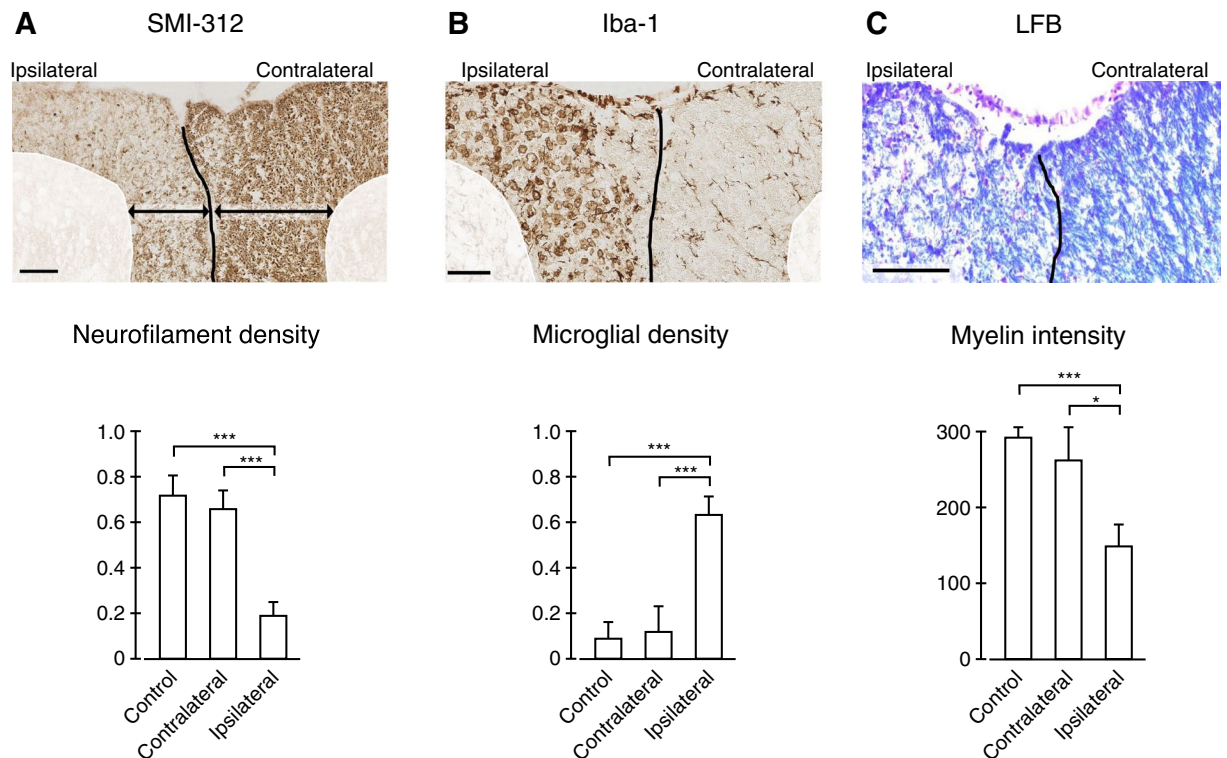 A SMI-312
Ipsilateral Contralateral
B Iba-1
Ipsilateral Contralateral
C LFB
Ipsilateral Contralateral
Neurofilament density
***
***
1.0
0.8
0.6
0.4
0.2
0
Control
Contralateral
Ipsilateral
Microglial density
***
***
1.0
0.8
0.6
0.4
0.2
0
Control
Contralateral
Ipsilateral
Myelin intensity
***
*
300
200
100
0
Control
Contralateral
Ipsilateral